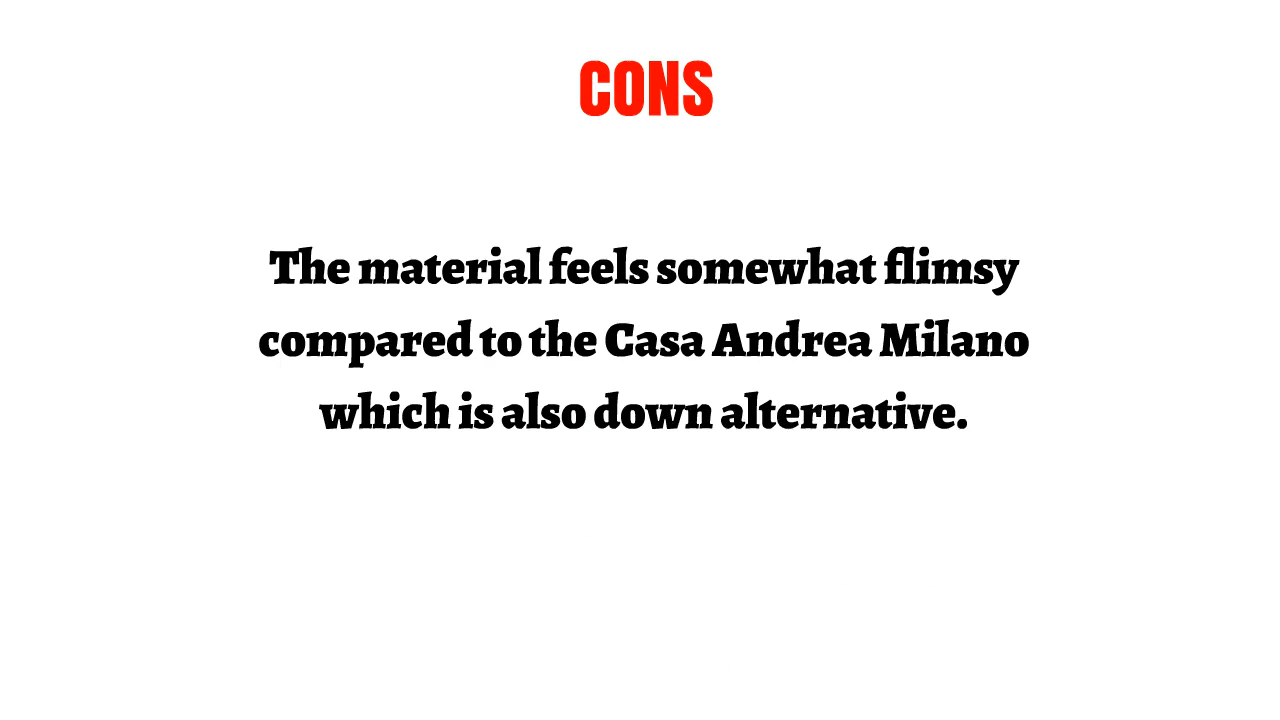 CONS
The material feels somewhat flimsy
compared to the Casa Andrea Milano
which is also down alternative.